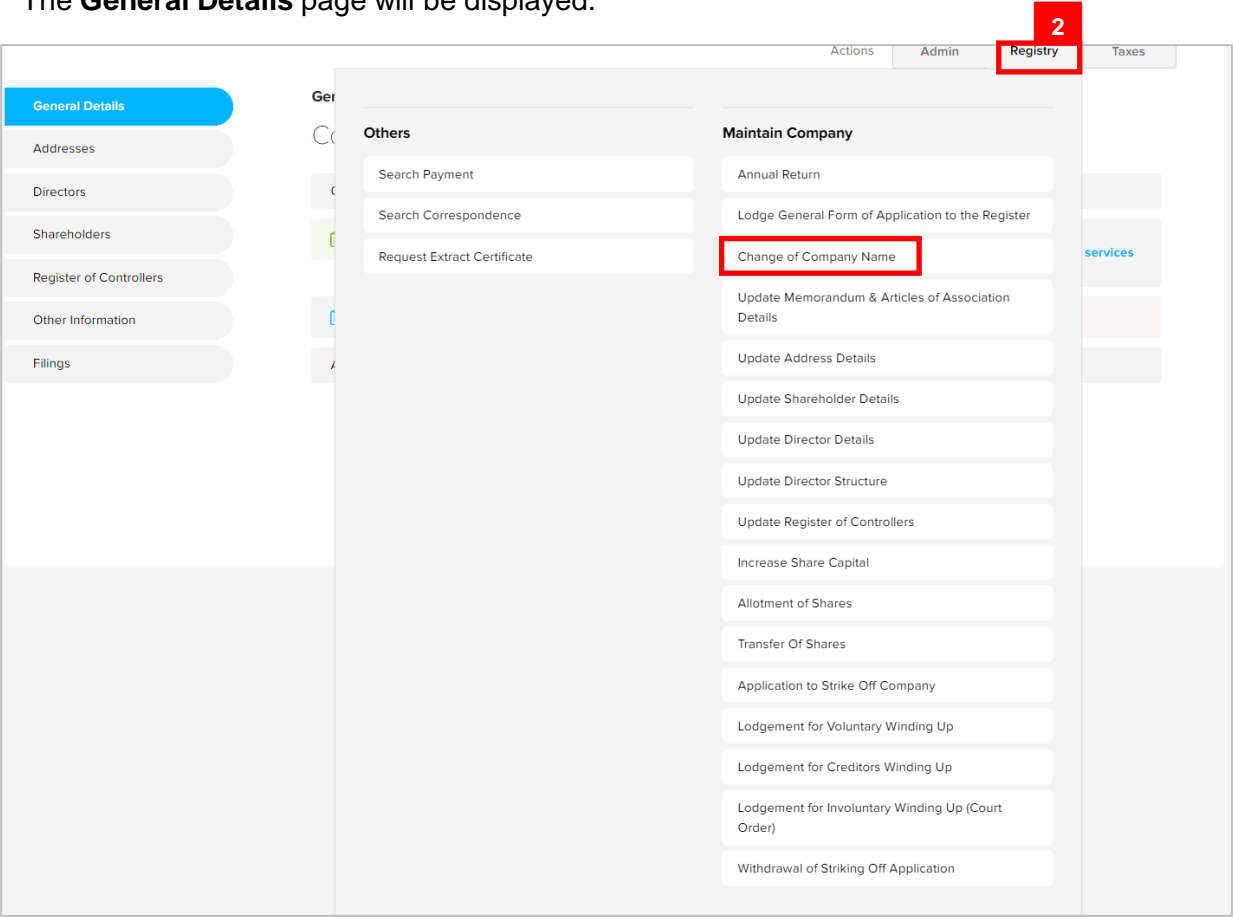 The General Details page will be displayed.
2
Actions
Admin
Registry
Taxes
General Details
Addresses
Directors
Shareholders
Register of Controllers
Other Information
Filings
Ger
Co
Others
Search Payment
Search Correspondence
Request Extract Certificate
Maintain Company
Annual Return
Lodge General Form of Application to the Register
Change of Company Name
Update Memorandum & Articles of Association
Details
Update Address Details
Update Shareholder Details
Update Director Details
Update Director Structure
Update Register of Controllers
Increase Share Capital
Allotment of Shares
Transfer Of Shares
Application to Strike Off Company
Lodgement for Voluntary Winding Up
Lodgement for Creditors Winding Up
Lodgement for Involuntary Winding Up (Court
Order)
Withdrawal of Striking Off Application
services